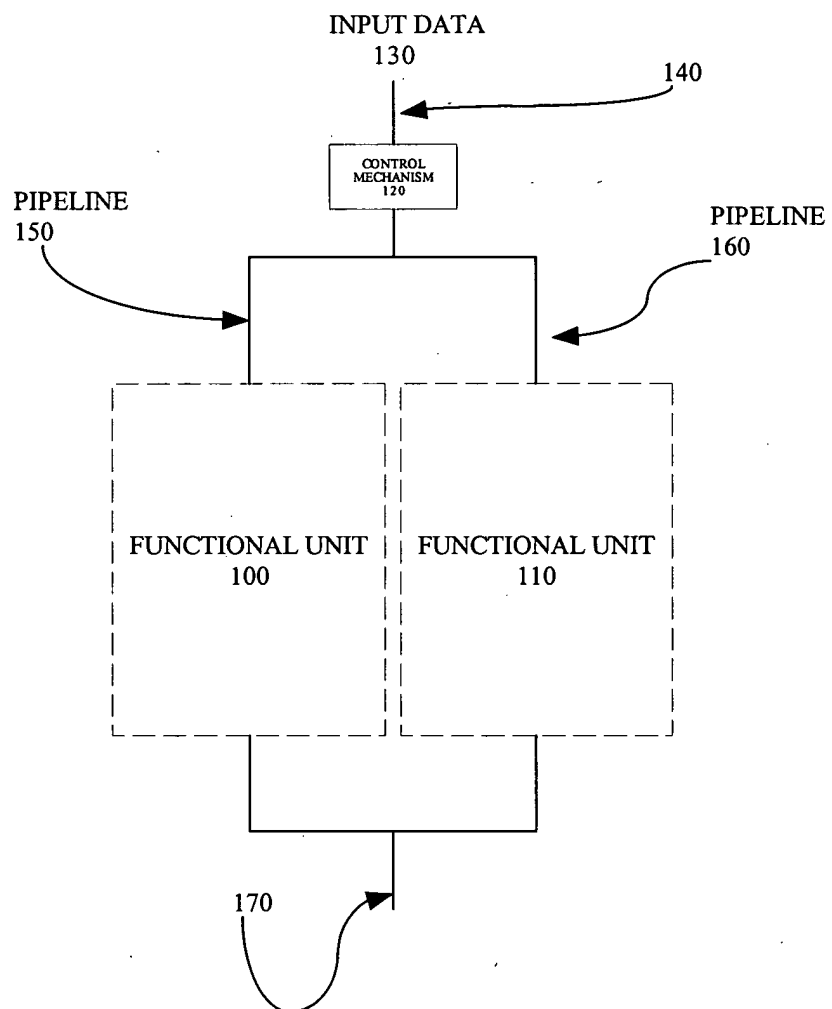 INPUT DATA
130
140
CONTROL
MECHANISM
120
PIPELINE
150
PIPELINE
160
FUNCTIONAL UNIT
100
FUNCTIONAL UNIT
110
170